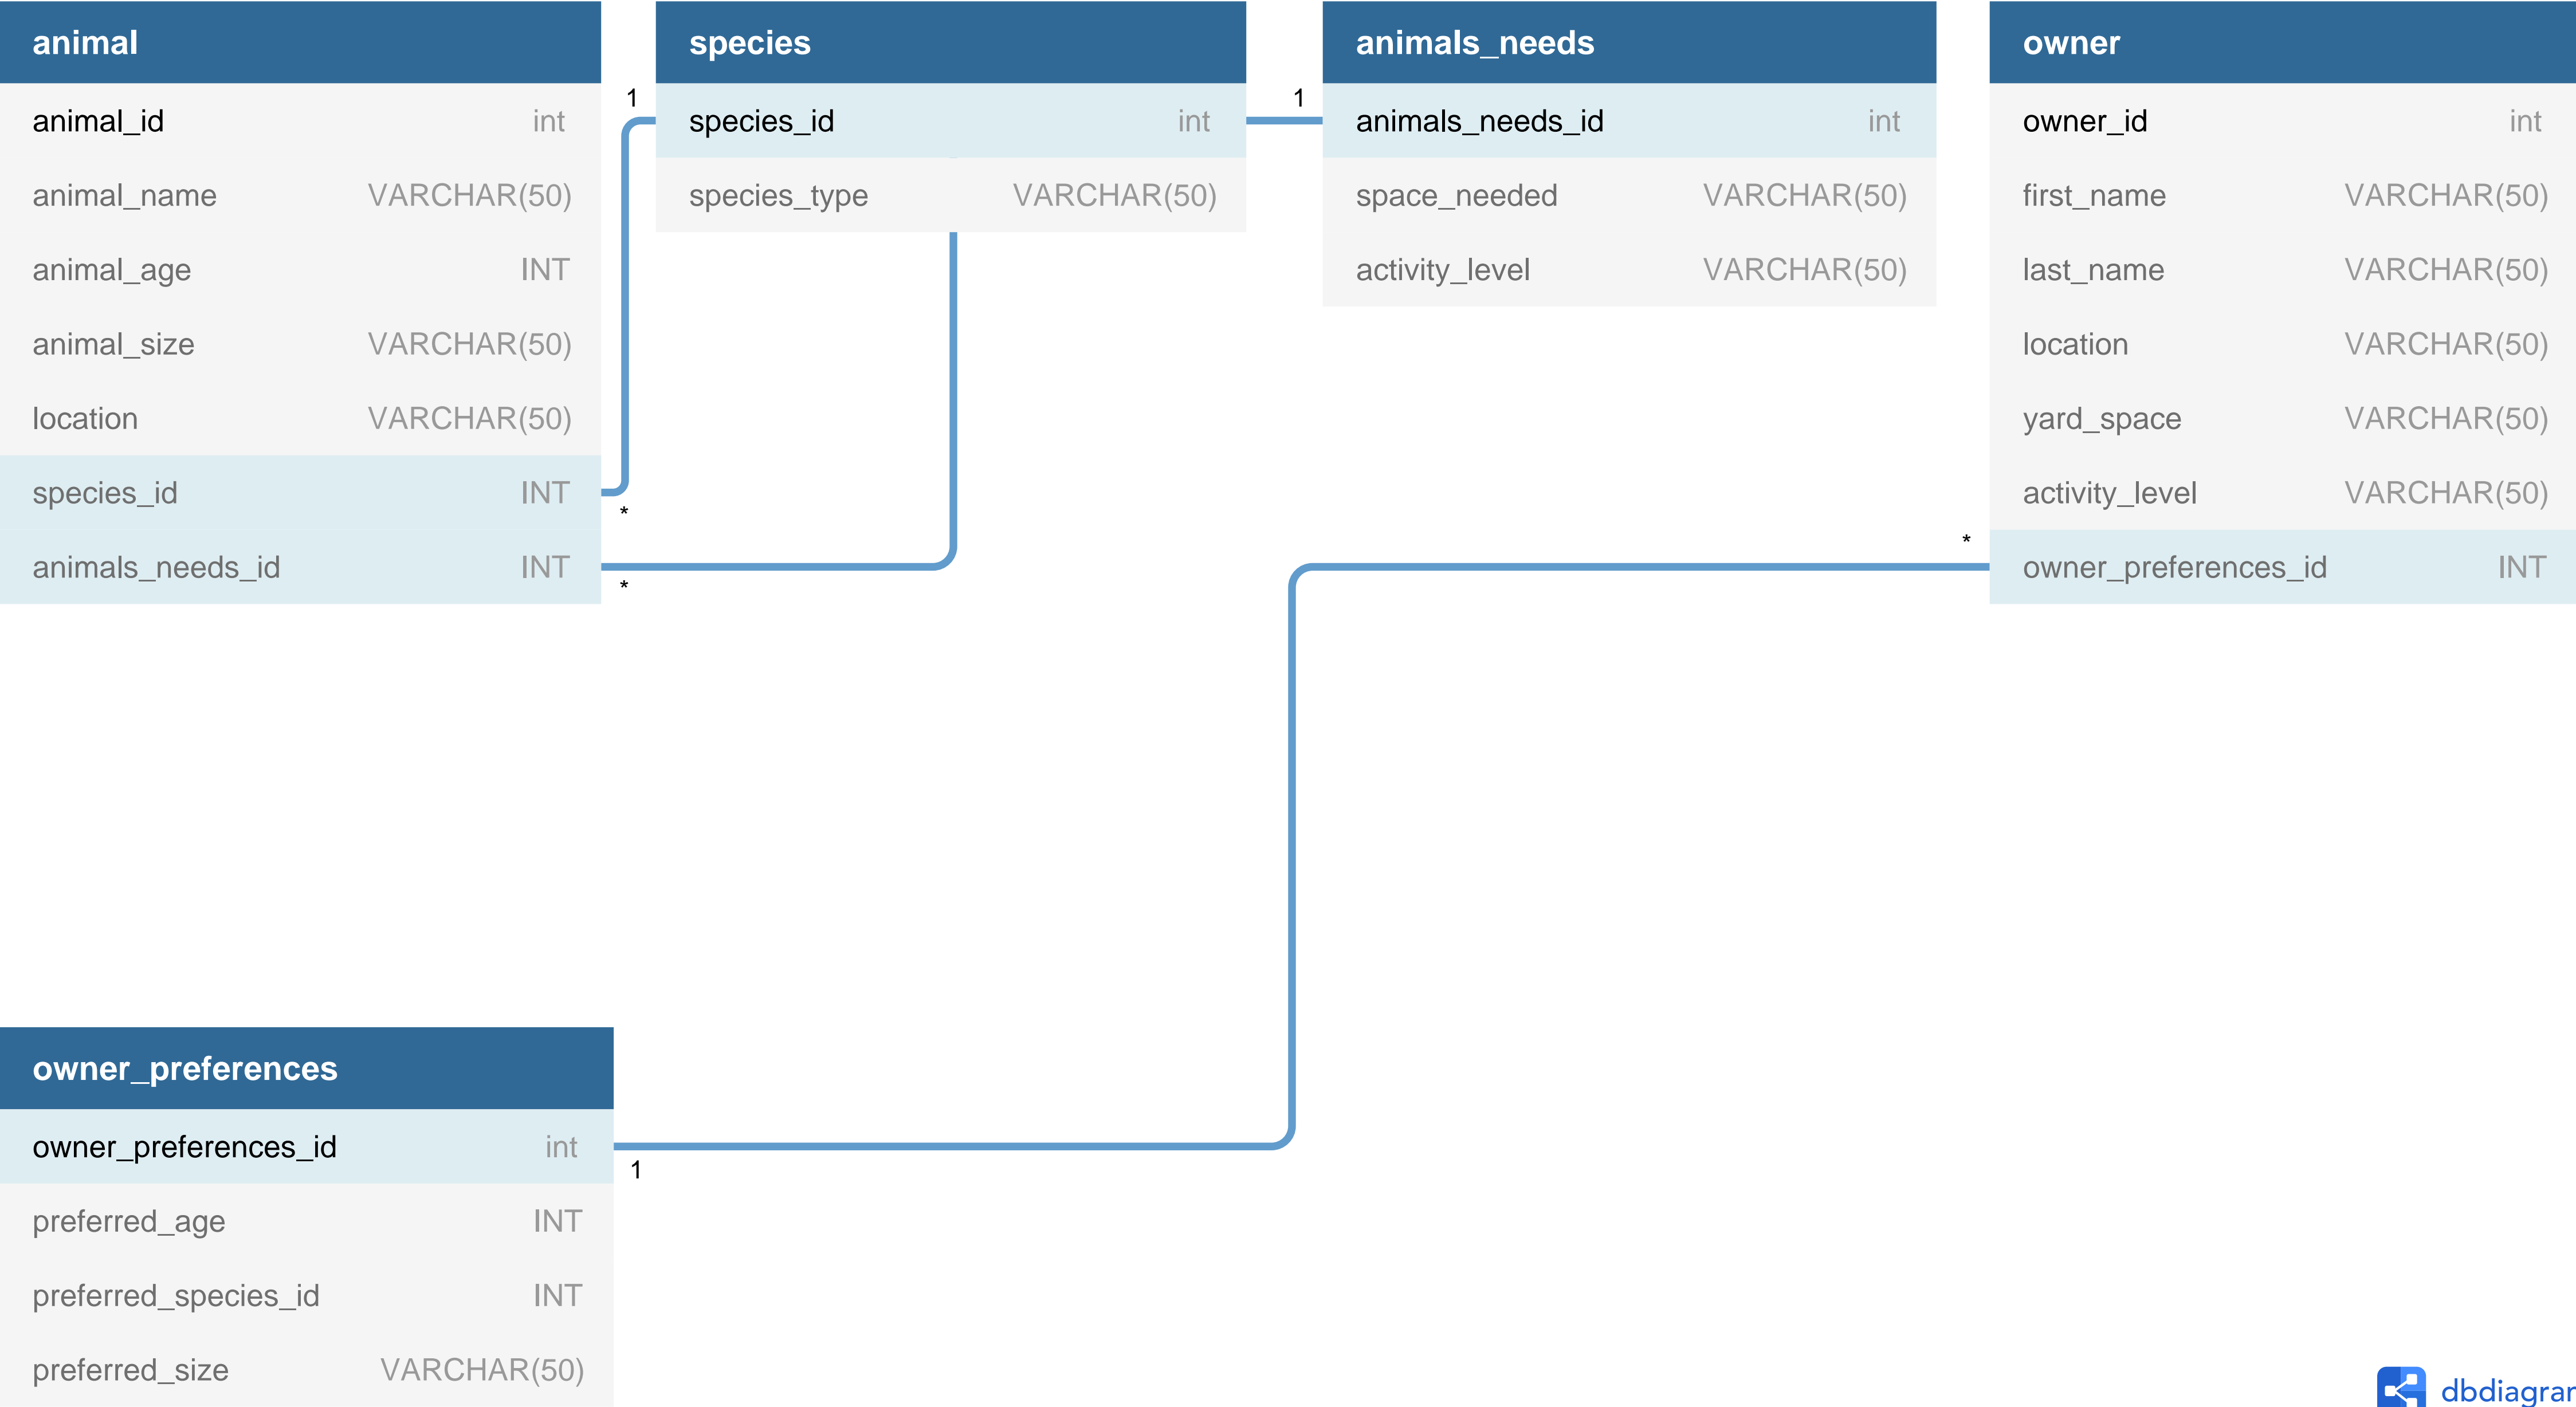 animal
animal_id int
animal_name VARCHAR(50)
animal_age INT
animal_size VARCHAR(50)
location VARCHAR(50)
species_id INT
animals_needs_id INT
1
*
*
species
species_id int
species_type VARCHAR(50)
1
animals_needs
animals_needs_id int
space_needed VARCHAR(50)
activity_level VARCHAR(50)
owner
owner_id int
first_name VARCHAR(50)
last_name VARCHAR(50)
location VARCHAR(50)
yard_space VARCHAR(50)
activity_level VARCHAR(50)
owner_preferences_id INT
*
owner_preferences
owner_preferences_id int
preferred_age INT
preferred_species_id INT
preferred_size VARCHAR(50)
1